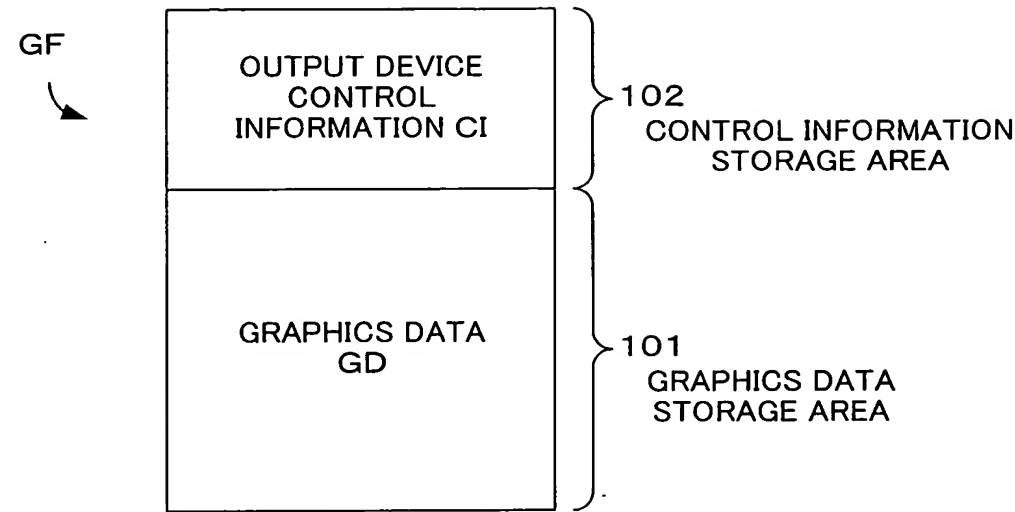 GF
OUTPUT DEVICE
CONTROL
INFORMATION CI
102
CONTROL INFORMATION
STORAGE AREA
GRAPHICS DATA
GD
101
GRAPHICS DATA
STORAGE AREA